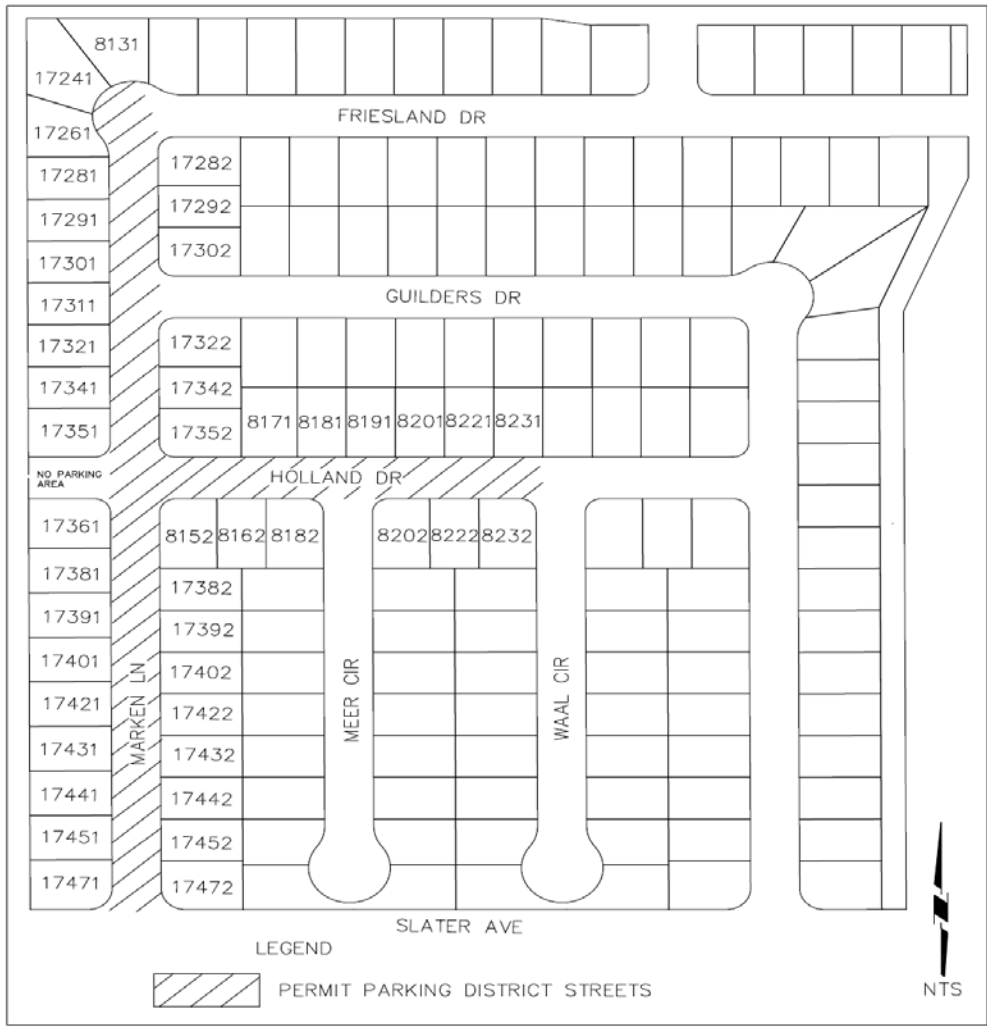 8131
17241
FRIESLAND DR
17261
17282
17281
17292
17291
17302
17301
GUILDERS DR
17311
17322
17321
17342
17341
17352 8171 8181 8191 8201 8221 8231
17351
NO PARKING
AREA
HOLLAND DR
17361
8152 8162 8182 8202 8222 8232
17381
17382
17391
17392
17401
17402
MARKEN LN
MEER CIR
WAAL CIR
17421
17422
17431
17432
17441
17442
17451
17452
17471
17472
SLATER AVE
LEGEND
PERMIT PARKING DISTRICT STREETS
N
NTS